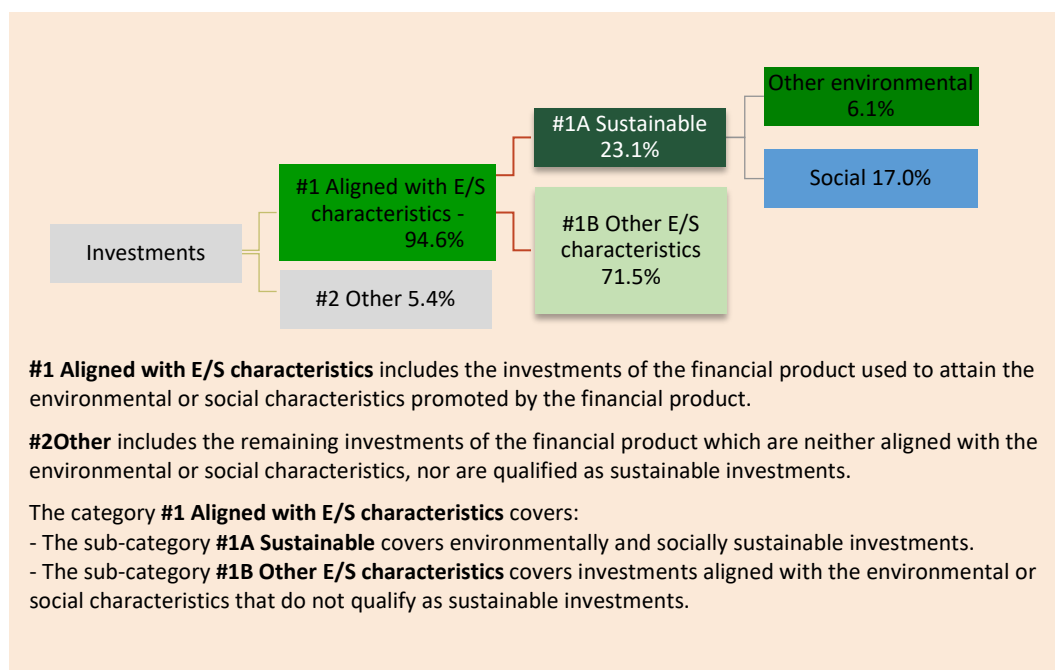 Other environmental
6.1%
#1A Sustainable
23.1%
Social 17.0%
#1 Aligned with E/S
characteristics -
94.6%
#1B Other E/S
characteristics
71.5%
Investments
#2 Other 5.4%
#1 Aligned with E/S characteristics includes the investments of the financial product used to attain the
environmental or social characteristics promoted by the financial product.
#2Other includes the remaining investments of the financial product which are neither aligned with the
environmental or social characteristics, nor are qualified as sustainable investments.
The category #1 Aligned with E/S characteristics covers:
- The sub-category #1A Sustainable covers environmentally and socially sustainable investments.
- The sub-category #1B Other E/S characteristics covers investments aligned with the environmental or
social characteristics that do not qualify as sustainable investments.